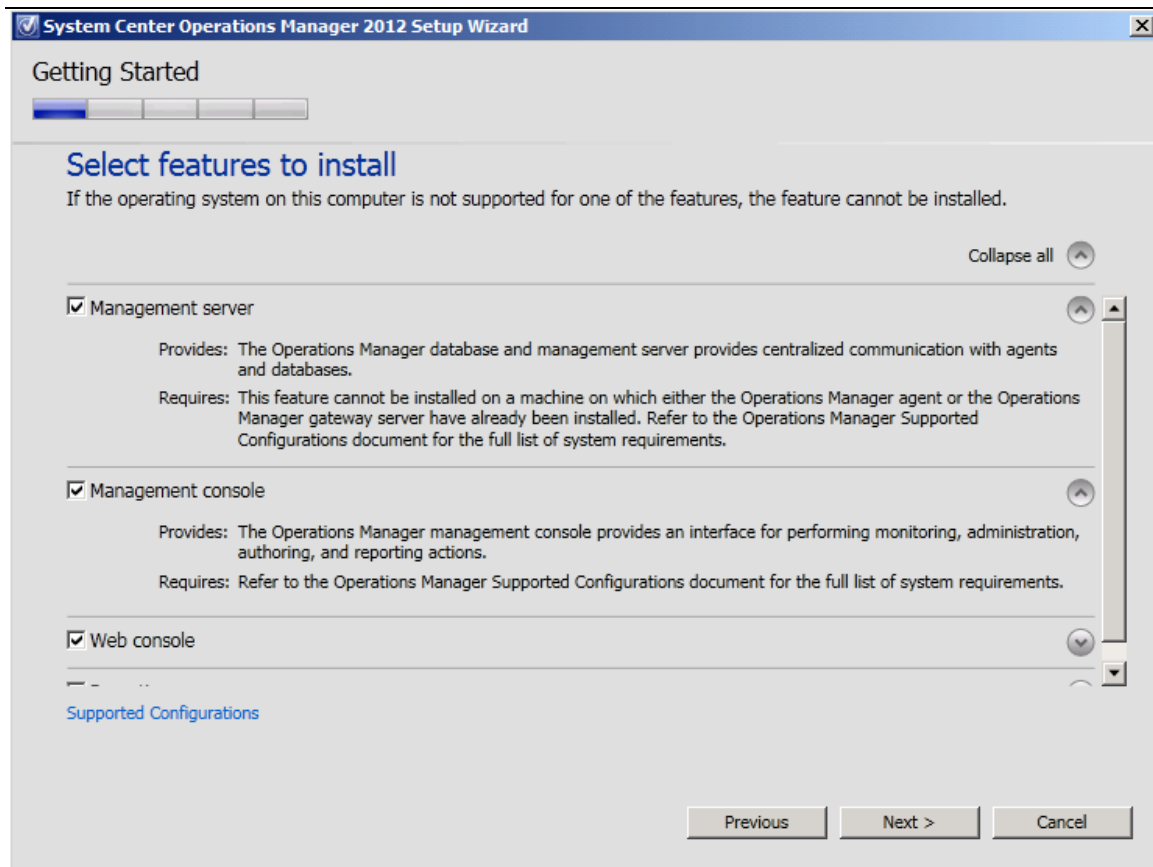 System Center Operations Manager 2012 Setup Wizard
Getting Started
Select features to install
If the operating system on this computer is not supported for one of the features, the feature cannot be installed.
Collapse all
Management server
Provides: The Operations Manager database and management server provides centralized communication with agents
and databases.
Requires: This feature cannot be installed on a machine on which either the Operations Manager agent or the Operations
Manager gateway server have already been installed. Refer to the Operations Manager Supported
Configurations document for the full list of system requirements.
Management console
Provides: The Operations Manager management console provides an interface for performing monitoring, administration,
authoring, and reporting actions.
Requires: Refer to the Operations Manager Supported Configurations document for the full list of system requirements.
Web console
Supported Configurations
Previous
Next >
Cancel